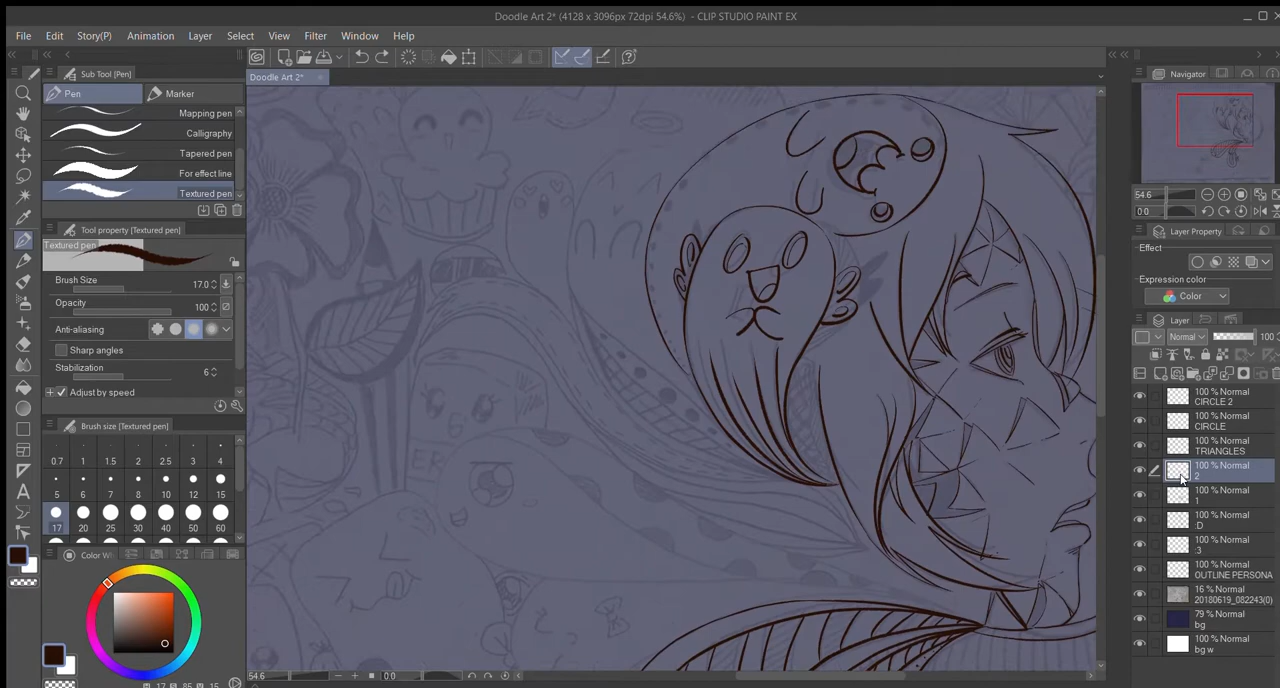 Doodle Art 2* (4128 x 3096px 72dpi 54.6%) - CLIP STUDIO PAINT EX
File Edit Story(P) Animation Layer Select View Filter Window Help
Sub Tool [Pen]
Doodle Art 2*
Navigator
Pen Marker
Mapping pen
Calligraphy
Tapered pen
For effect line
Textured pen
Tool property [Textured pen]
Textured pen
Brush Size 17.0
Opacity 100
Anti-aliasing
Sharp angles
Stabilization 6
Adjust by speed
Brush size [Textured pen]
0.7 1 1.5 2 2.5 3 4
5 6 7 8 10 12 15
17 20 25 30 40 50 60
Color
54.6
0.0
Layer Property
Effect
Expression color
Color
Layer
Normal 100
100 % Normal
CIRCLE 2
100 % Normal
CIRCLE
100 % Normal
TRIANGLES
100 % Normal
2
100 % Normal
1
100 % Normal
:D
100 % Normal
:3
100 % Normal
OUTLINE PERSONA
16 % Normal
20180619_082243(0)
79 % Normal
bg
100 % Normal
bg w
54.6
0.0